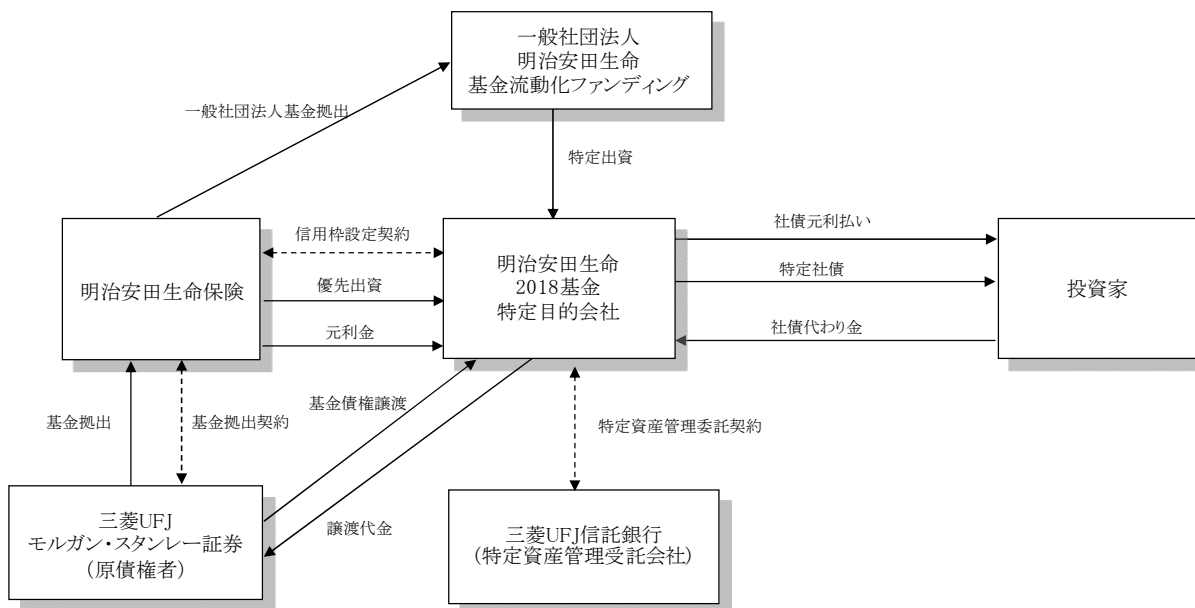 一般社団法人
明治安田生命
基金流動化ファンディング
一般社団法人基金拠出
特定出資
明治安田生命保険
信用枠設定契約
優先出資
元利金
明治安田生命
2018基金
特定目的会社
社債元利払い
特定社債
社債代わり金
投資家
基金拠出
基金拠出契約
基金債権譲渡
譲渡代金
特定資産管理委託契約
三菱UFJ
モルガン・スタンレー証券
（原債権者）
三菱UFJ信託銀行
（特定資産管理受託会社）